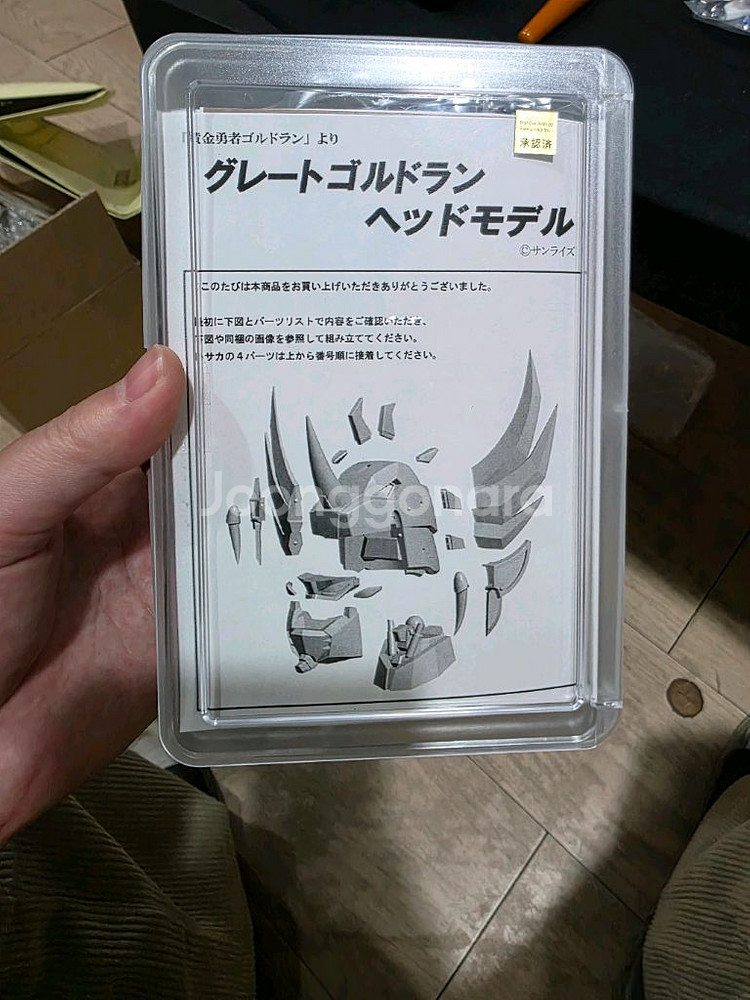 「黄金勇者ゴルドラン」より
承認済
グレートゴルドラン
ヘッドモデル
©サンライズ
このたびは本商品をお買い上げいただきありがとうございました。
最初に下図とパーツリストで内容をご確認いただき、
下図や同梱の画像を参照して組み立ててください。
トサカの4パーツは上から番号順に接着してください。
Joonggonara